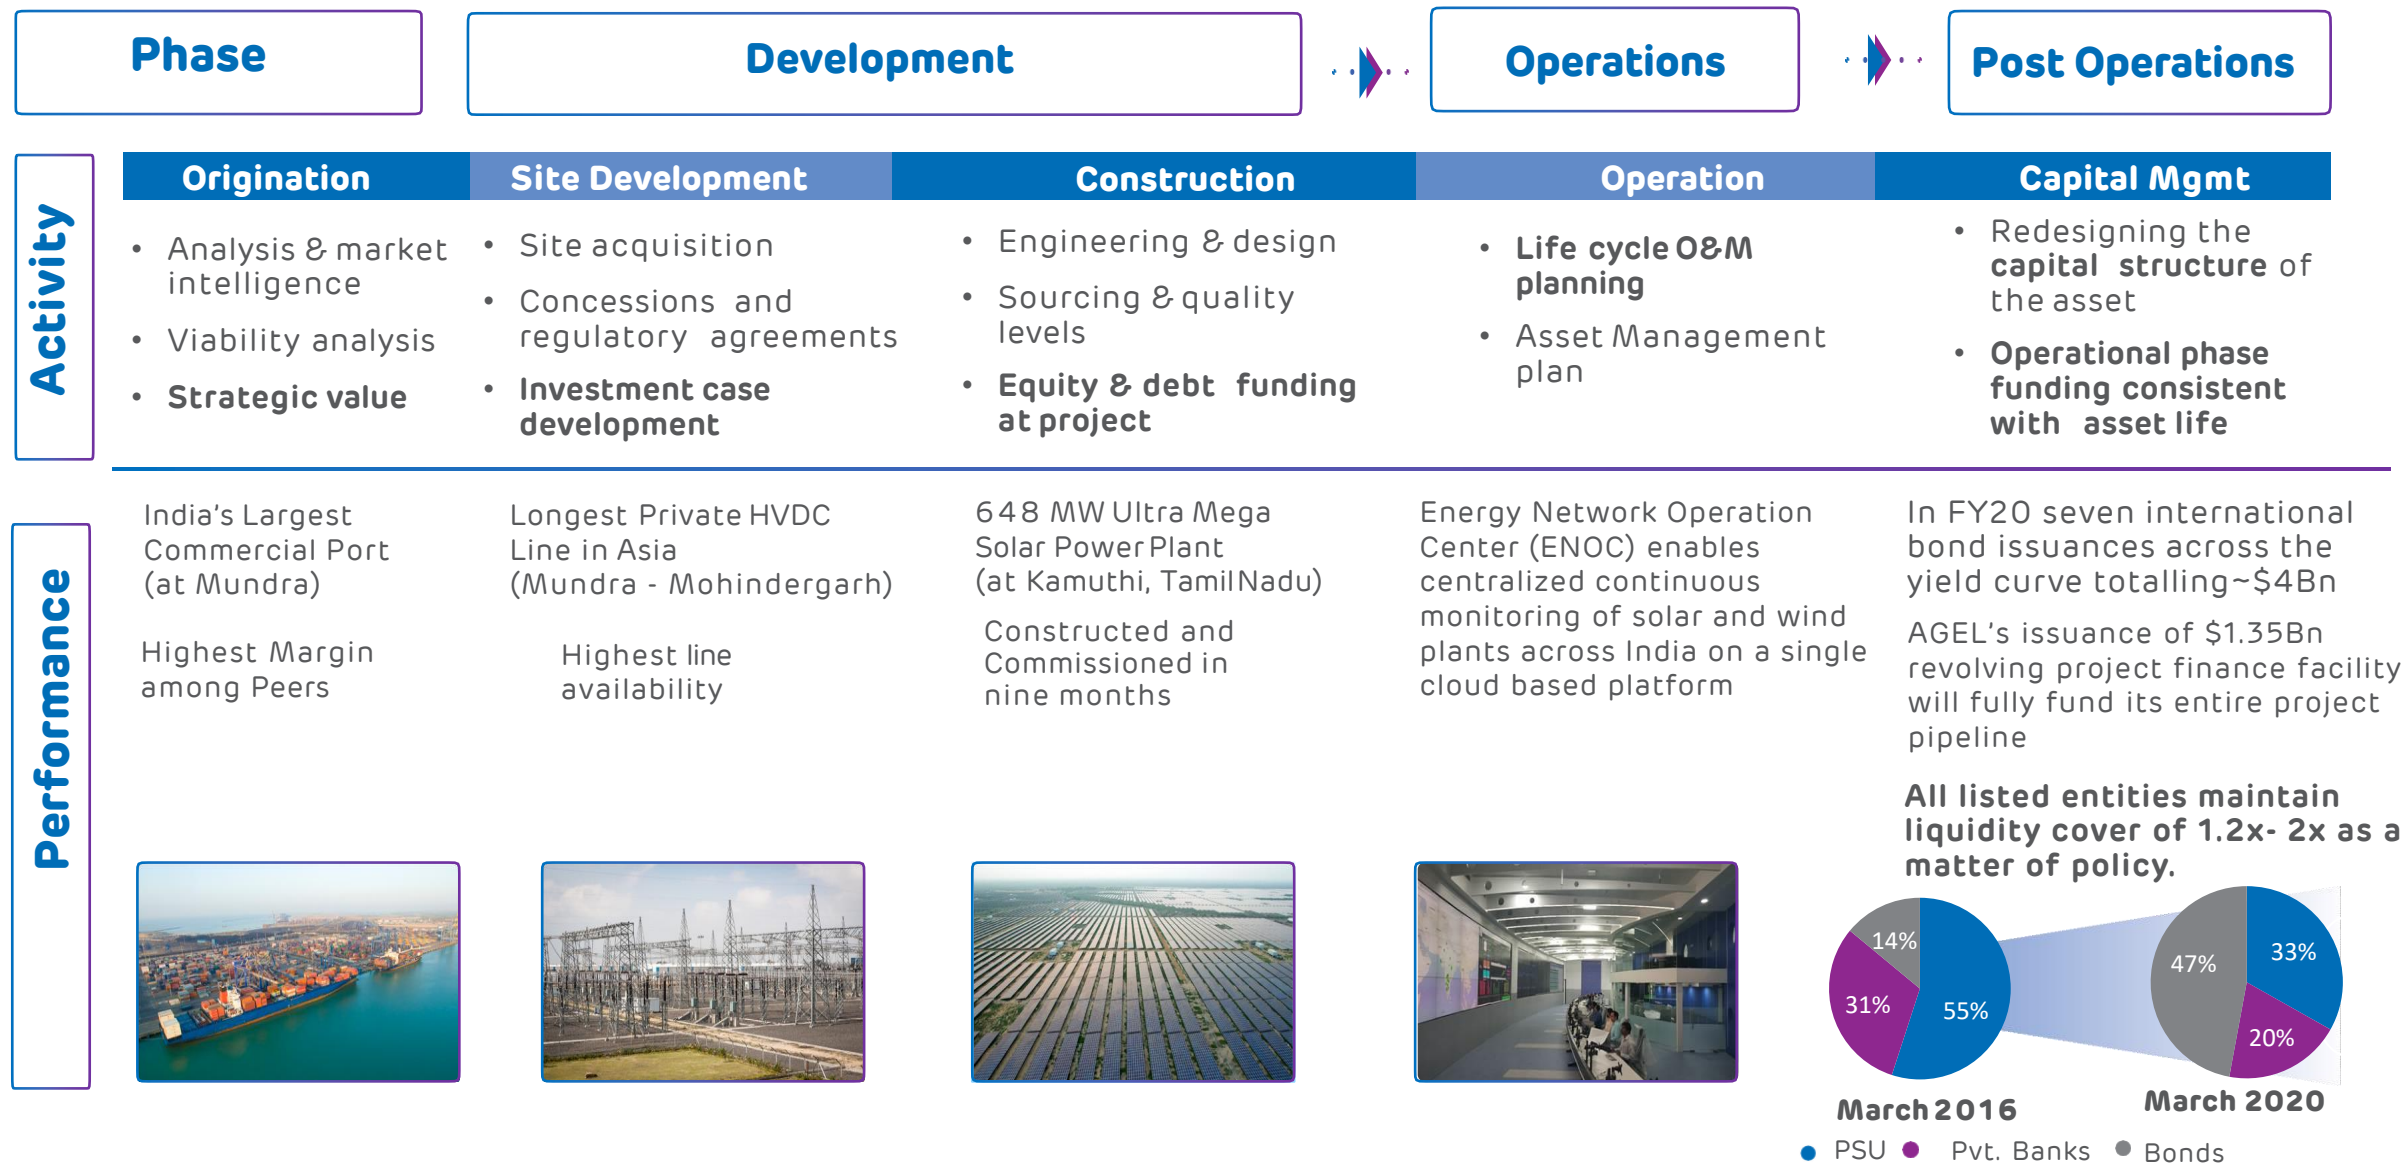 Phase
Development
Operations
Post Operations
Activity
Origination
• Analysis & market
intelligence
• Viability analysis
• Strategic value
Site Development
• Site acquisition
• Concessions and
regulatory agreements
• Investment case
development
Construction
• Engineering & design
• Sourcing & quality
levels
• Equity & debt funding
at project
Operation
• Life cycle O&M
planning
• Asset Management
plan
Capital Mgmt
• Redesigning the
capital structure of
the asset
• Operational phase
funding consistent
with asset life
Performance
India's Largest
Commercial Port
(at Mundra)
Highest Margin
among Peers
Longest Private HVDC
Line in Asia
(Mundra - Mohindergarh)
Highest line
availability
648 MW Ultra Mega
Solar Power Plant
(at Kamuthi, TamilNadu)
Constructed and
Commissioned in
nine months
Energy Network Operation
Center (ENOC) enables
centralized continuous
monitoring of solar and wind
plants across India on a single
cloud based platform
In FY20 seven international
bond issuances across the
yield curve totalling~$4Bn
AGEL's issuance of $1.35Bn
revolving project finance facility
will fully fund its entire project
pipeline
All listed entities maintain
liquidity cover of 1.2x- 2x as a
matter of policy.
14%
31%
55%
March 2016
47%
33%
20%
March 2020
PSU
Pvt. Banks
Bonds